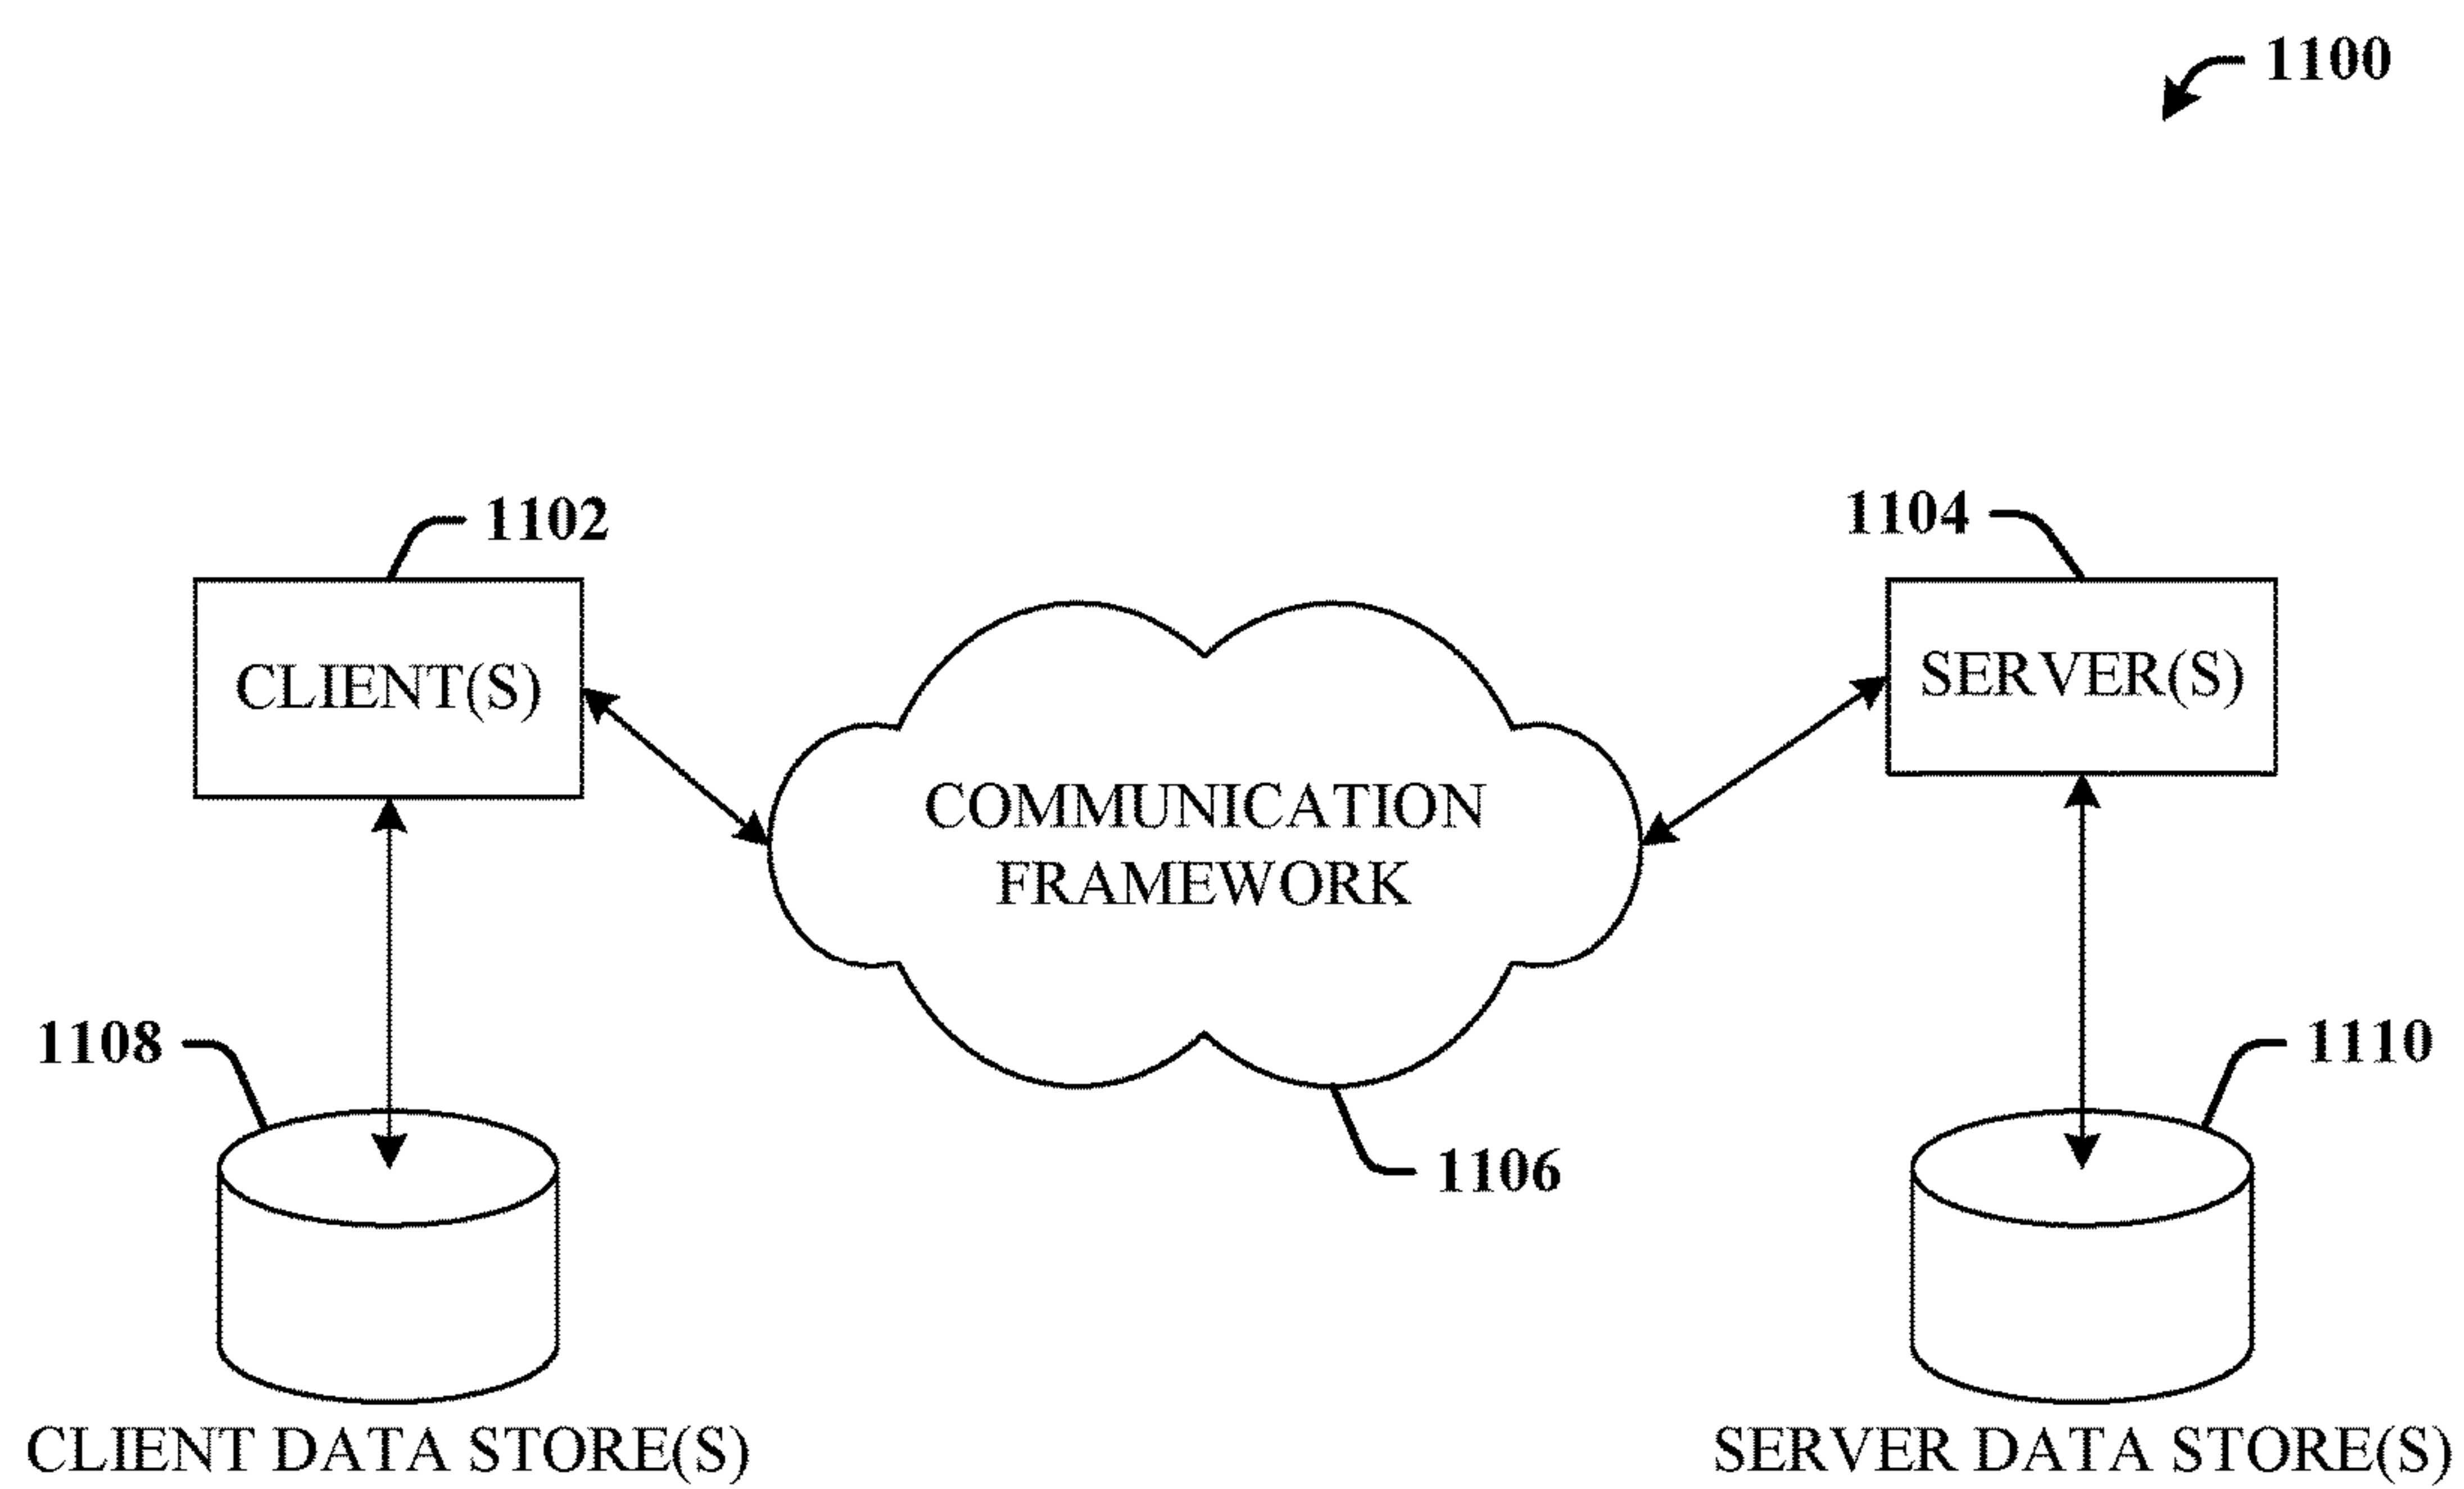 1100
1102
1104
CLIENT(S)
SERVER(S)
COMMUNICATION
FRAMEWORK
1108
1110
1106
CLIENT DATA STORE(S)
SERVER DATA STORE(S)